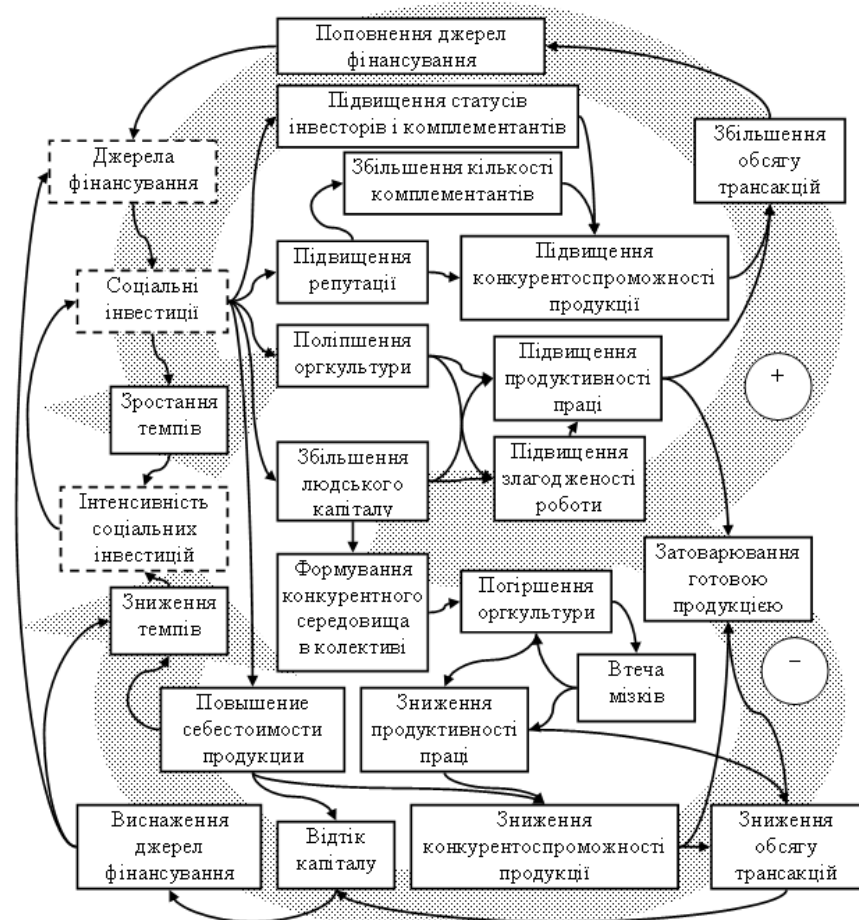 Поповнення джерел
фінансування
Підвищення статусів
інвесторів і комплементантів
Збільшення
обсягу
трансакцій
Джерела
фінансування
Збільшення кількості
комплементантів
Підвищення
репутації
Підвищення
конкурентоспроможності
продукції
Соціальні
інвестиції
Поліпшення
оргкультури
Підвищення
продуктивності
праці
+
Зростання
темпів
Збільшення
людського
капіталу
Підвищення
злагодженості
роботи
Інтенсивність
соціальних
інвестицій
Затоварювання
готовою
продукцією
Формування
конкурентного
середовища
в колективі
Погіршення
оргкультури
Зниження
темпів
Втеча
мізків
−
Повышение
себестоимости
продукции
Зниження
продуктивності
праці
Виснаження
джерел
фінансування
Відтік
капіталу
Зниження
конкурентоспроможності
продукції
Зниження
обсягу
трансакцій